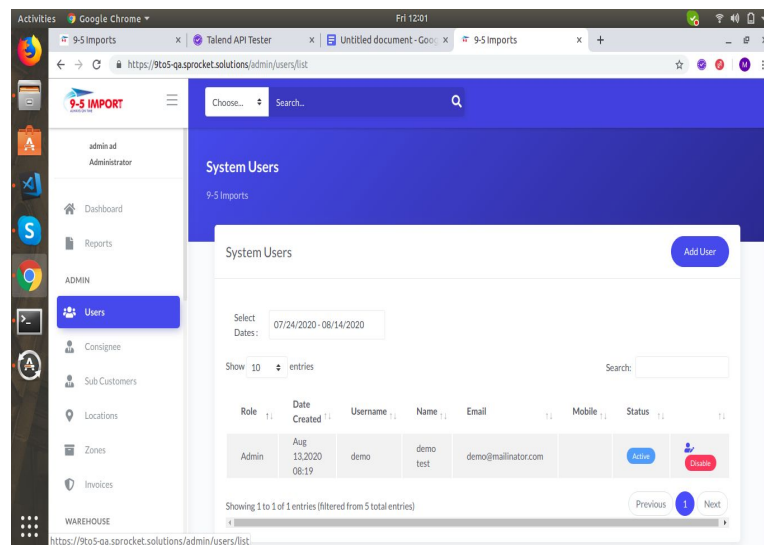 Activities Google Chrome Fri 12:01
9-5 Imports Talend API Tester Untitled document - Goog 9-5 Imports
https://9to5-qa.sprocket.solutions/admin/users/list M
9-5 IMPORT Choose... Search...
admin ad
Administrator
System Users
9-5 Imports
Dashboard
Reports
System Users Add User
ADMIN
Users
Select
Dates: 07/24/2020 - 08/14/2020
Consignee
Show 10 entries Search:
Sub Customers
Locations
Role Date Created Username Name Email Mobile Status
Zones
Admin Aug 13,2020 08:19 demo demo test demo@mailinator.com Active Disable
Invoices
Showing 1 to 1 of 1 entries (filtered from 5 total entries) Previous 1 Next
WAREHOUSE
https://9to5-qa.sprocket.solutions/admin/users/list